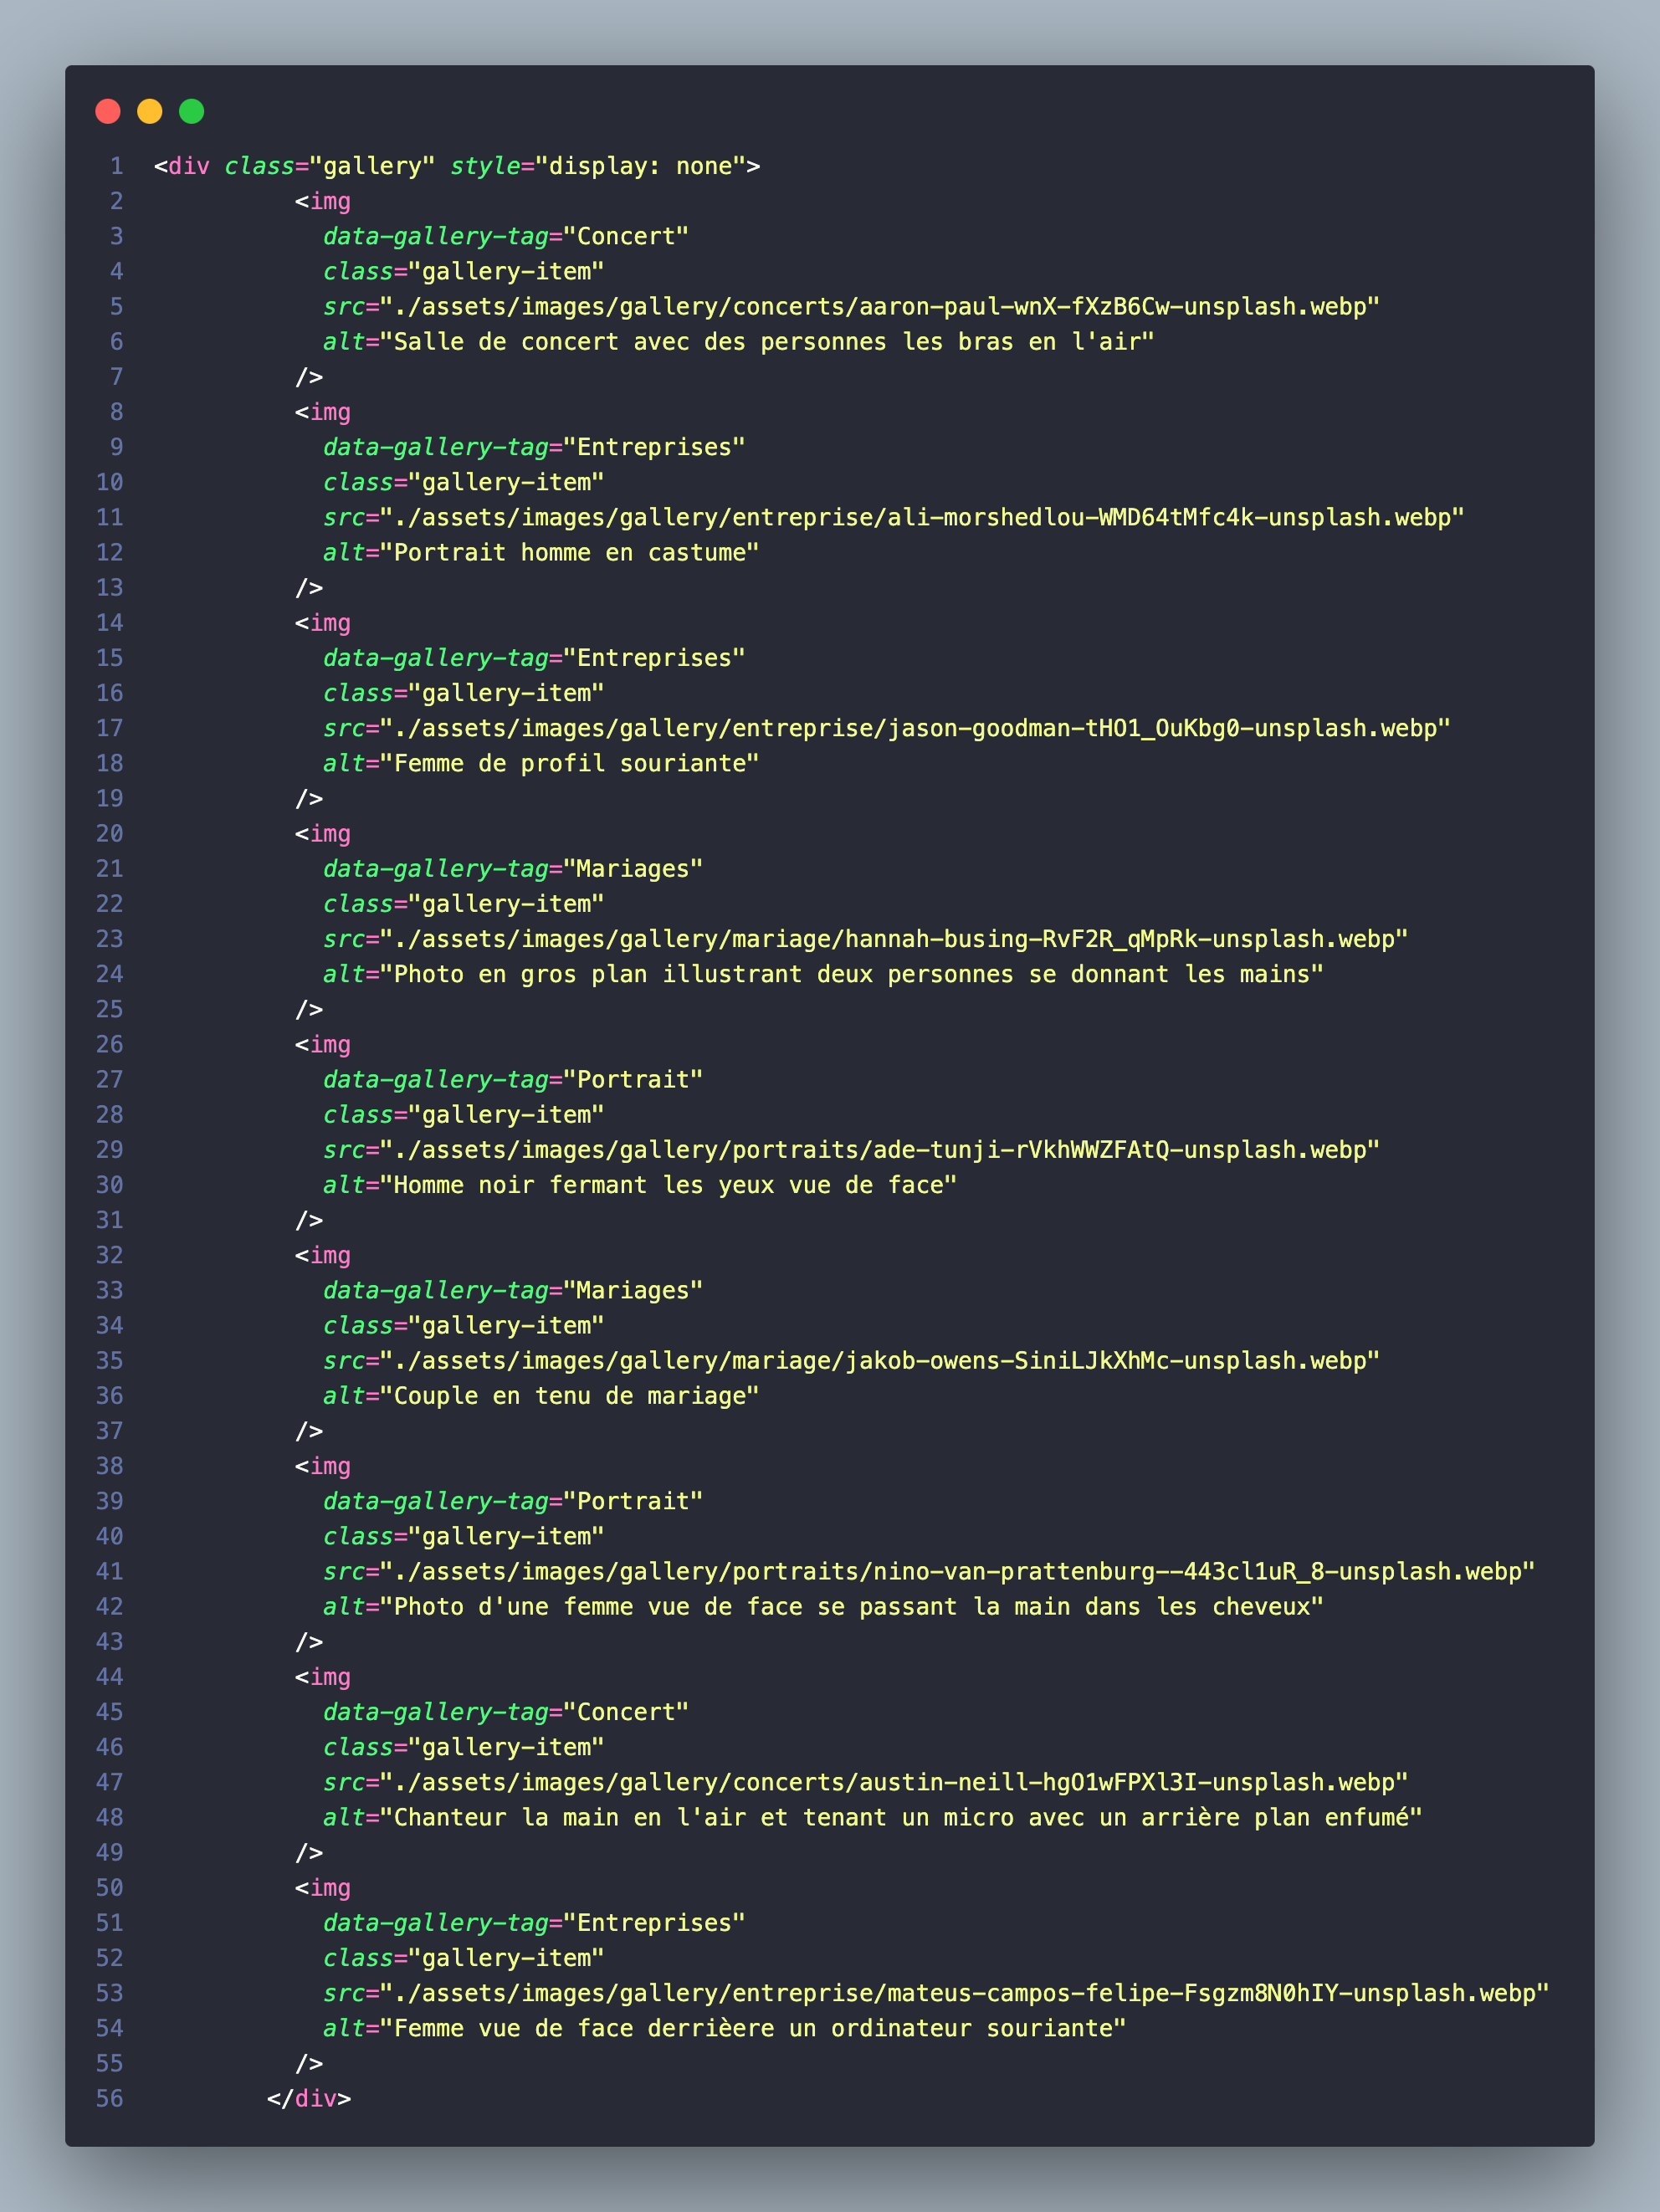 1 <div class="gallery" style="display: none">
2 <img
3 data-gallery-tag="Concert"
4 class="gallery-item"
5 src="./assets/images/gallery/concerts/aaron-paul-wnX-fXzB6Cw-unsplash.webp"
6 alt="Salle de concert avec des personnes les bras en l'air"
7 />
8 <img
9 data-gallery-tag="Entreprises"
10 class="gallery-item"
11 src="./assets/images/gallery/entreprise/ali-morshedlou-WMD64tMfc4k-unsplash.webp"
12 alt="Portrait homme en castume"
13 />
14 <img
15 data-gallery-tag="Entreprises"
16 class="gallery-item"
17 src="./assets/images/gallery/entreprise/jason-goodman-tHO1_OuKbg0-unsplash.webp"
18 alt="Femme de profil souriante"
19 />
20 <img
21 data-gallery-tag="Mariages"
22 class="gallery-item"
23 src="./assets/images/gallery/mariage/hannah-busing-RvF2R_qMpRk-unsplash.webp"
24 alt="Photo en gros plan illustrant deux personnes se donnant les mains"
25 />
26 <img
27 data-gallery-tag="Portrait"
28 class="gallery-item"
29 src="./assets/images/gallery/portraits/ade-tunji-rVkhWWZFAtQ-unsplash.webp"
30 alt="Homme noir fermant les yeux vue de face"
31 />
32 <img
33 data-gallery-tag="Mariages"
34 class="gallery-item"
35 src="./assets/images/gallery/mariage/jakob-owens-SiniLJkXhMc-unsplash.webp"
36 alt="Couple en tenu de mariage"
37 />
38 <img
39 data-gallery-tag="Portrait"
40 class="gallery-item"
41 src="./assets/images/gallery/portraits/nino-van-prattenburg--443cl1uR_8-unsplash.webp"
42 alt="Photo d'une femme vue de face se passant la main dans les cheveux"
43 />
44 <img
45 data-gallery-tag="Concert"
46 class="gallery-item"
47 src="./assets/images/gallery/concerts/austin-neill-hgO1wFPXl3I-unsplash.webp"
48 alt="Chanteur la main en l'air et tenant un micro avec un arrière plan enfumé"
49 />
50 <img
51 data-gallery-tag="Entreprises"
52 class="gallery-item"
53 src="./assets/images/gallery/entreprise/mateus-campos-felipe-Fsgzm8N0hIY-unsplash.webp"
54 alt="Femme vue de face derrièere un ordinateur souriante"
55 />
56 </div>